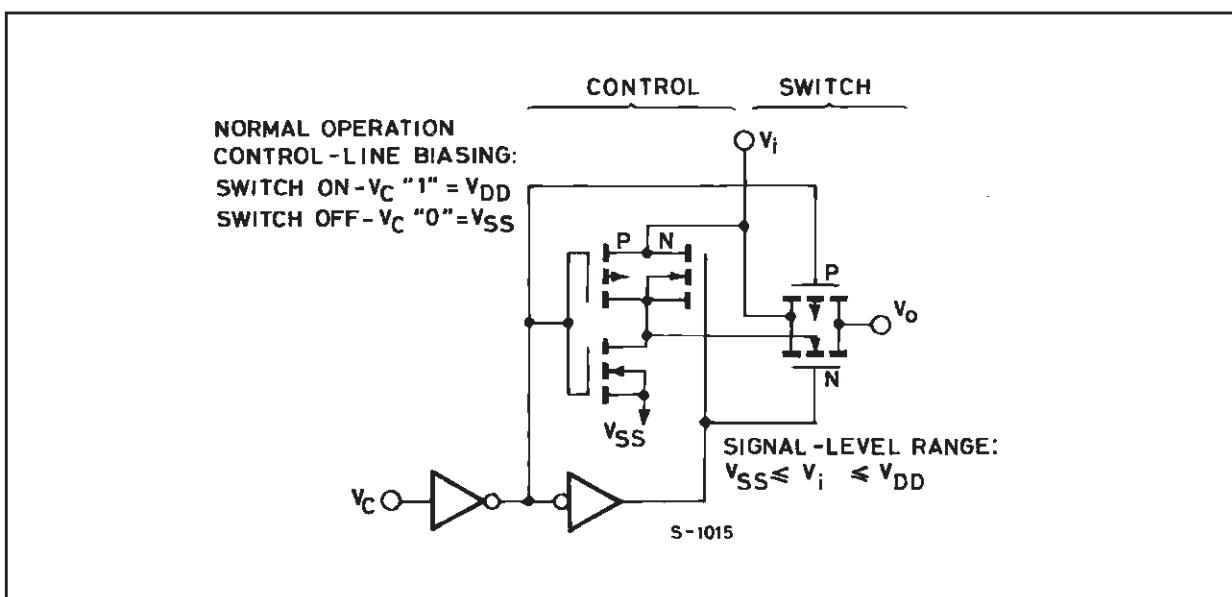 CONTROL SWITCH
NORMAL OPERATION
CONTROL-LINE BIASING:
SWITCH ON-VC "1"=VDD
SWITCH OFF-VC "0"=VSS
Vi
P N
P
Vo
N
VSS
SIGNAL-LEVEL RANGE:
VSS≤ Vi ≤ VDD
VC
S-1015